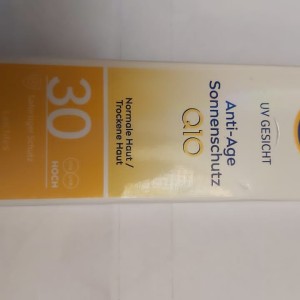 UV GESICHT
Anti-Age
Sonnenschutz
Q10
Normale Haut /
Trockene Haut
30
HOCH